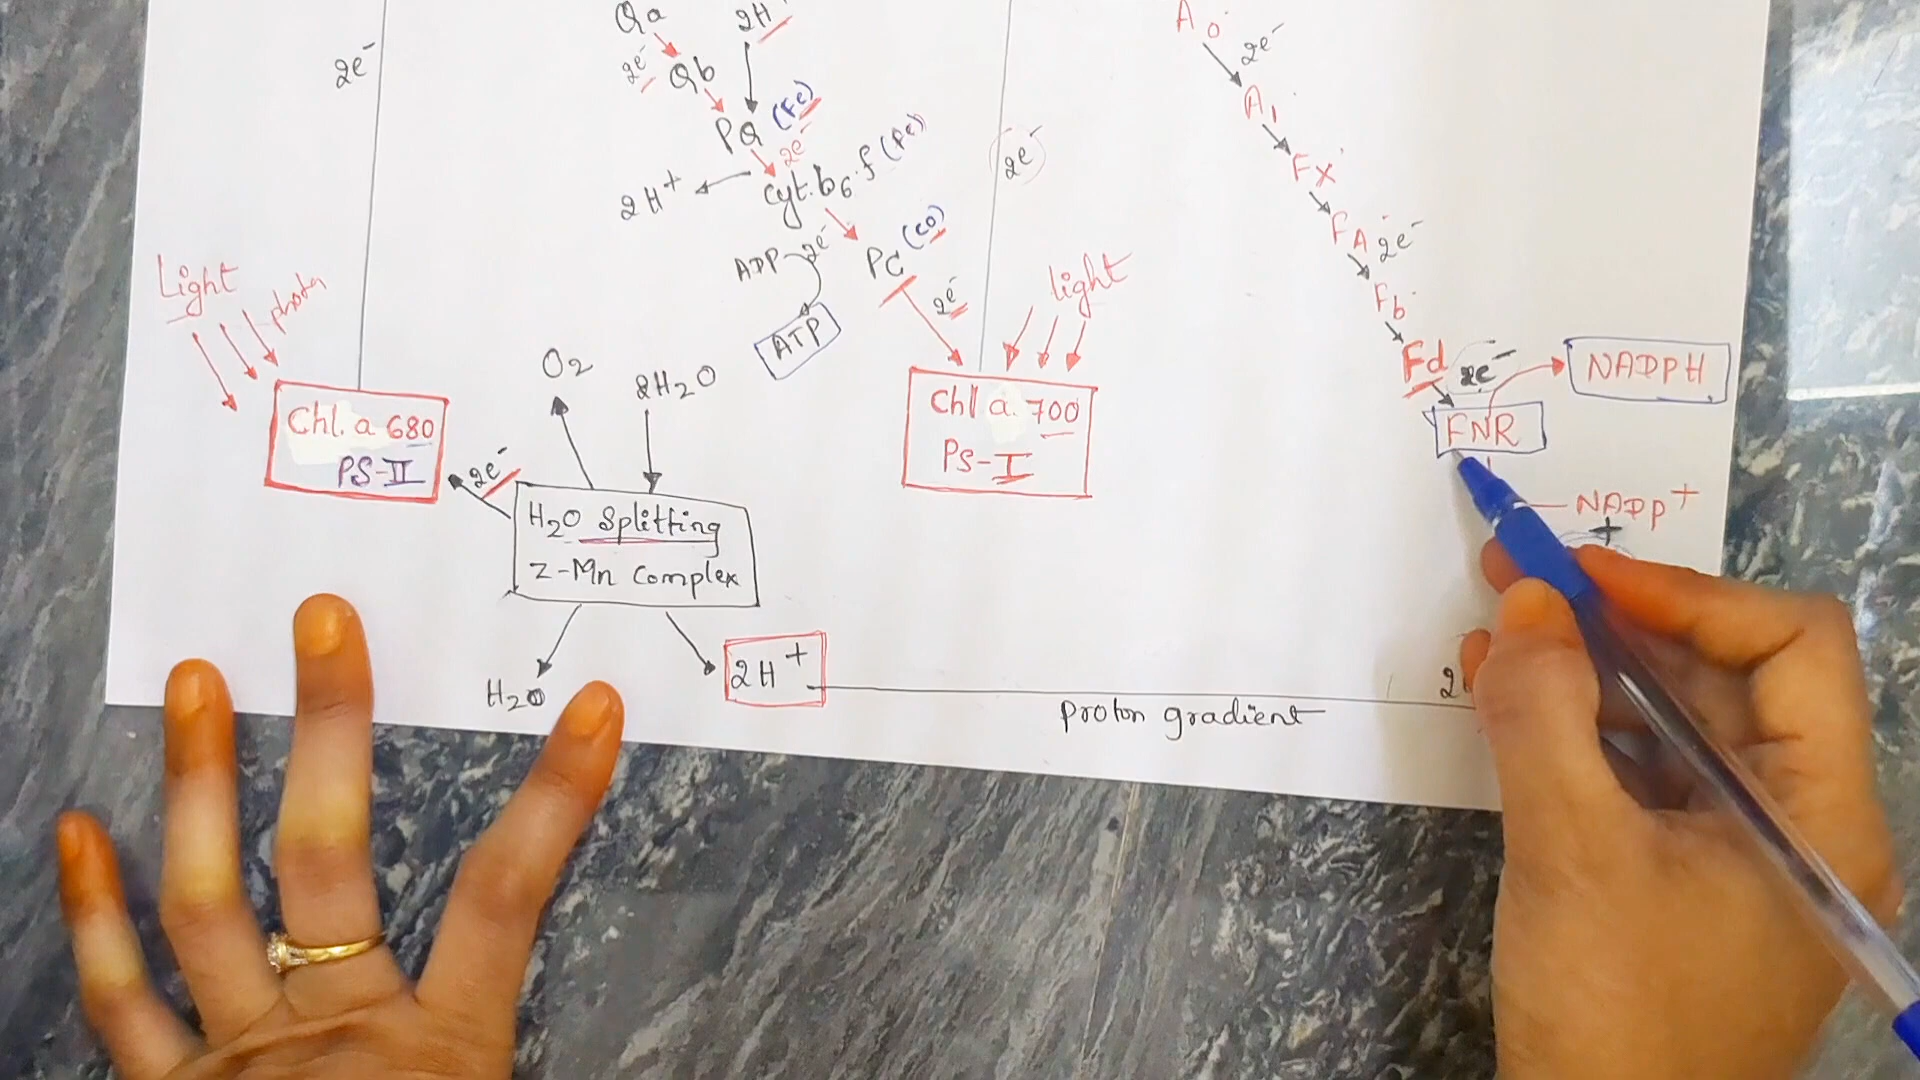 Qa
2H
A0
2e-
2e-
2e-
Qb
(Fe)
A1
PQ
2e-
2e-
Fx
2H+
Cyt.b6.f (Fe)
FA
2e-
PC (CO)
ADP
2e-
Light
photon
light
Fb
2e-
ATP
O2
2H2O
Fd
2e-
NADPH
Chl. a 680
PS-II
Chl a. 700
PS-I
FNR
2e-
NADP+
+
H2O Splitting
Z-Mn Complex
H2O
2H+
Proton gradient